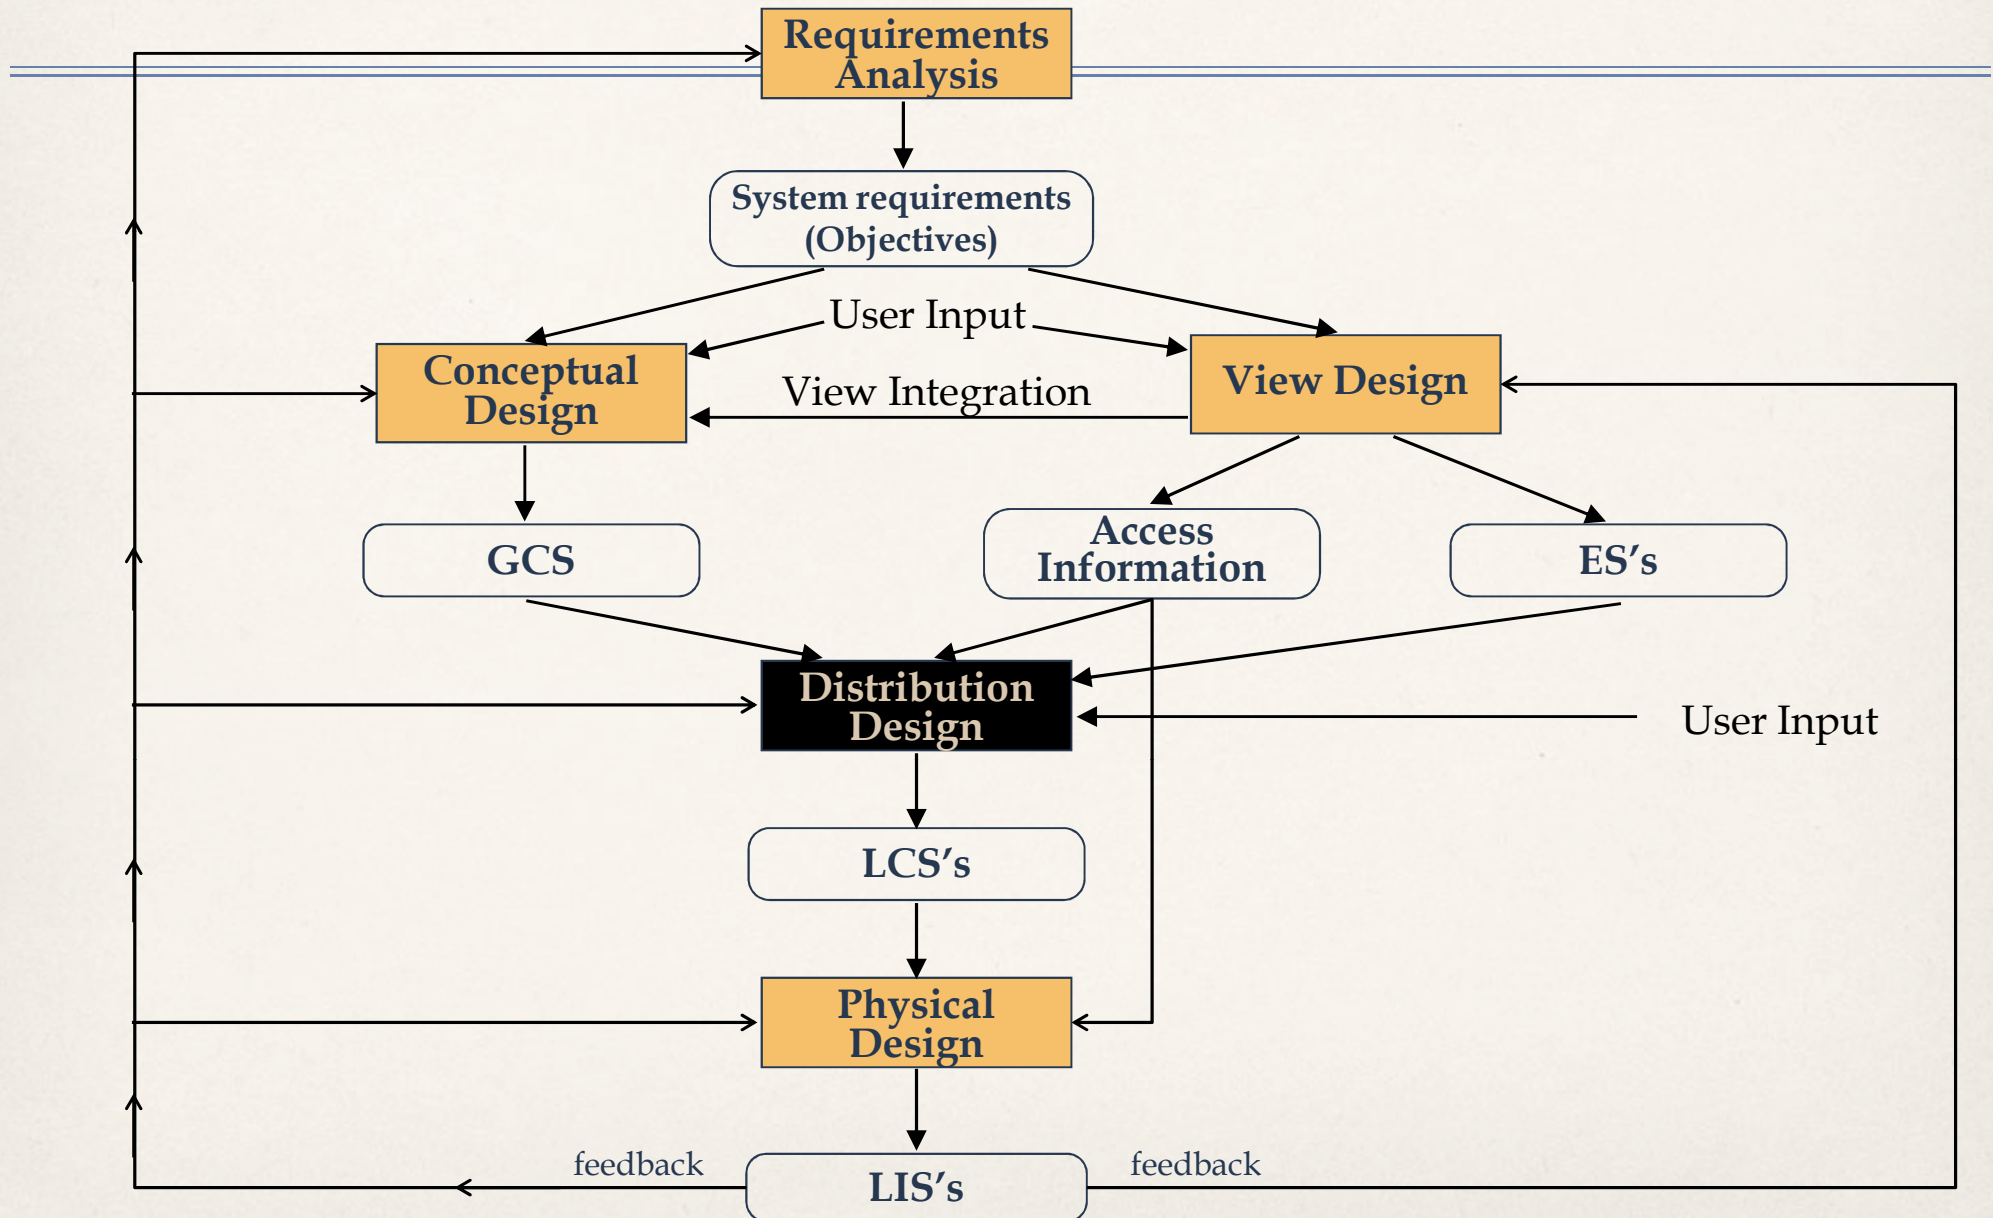 Requirements
Analysis
System requirements
(Objectives)
User Input
Conceptual
Design
View Integration
View Design
GCS
Access
Information
ES’s
Distribution
Design
User Input
LCS’s
Physical
Design
feedback
LIS’s
feedback